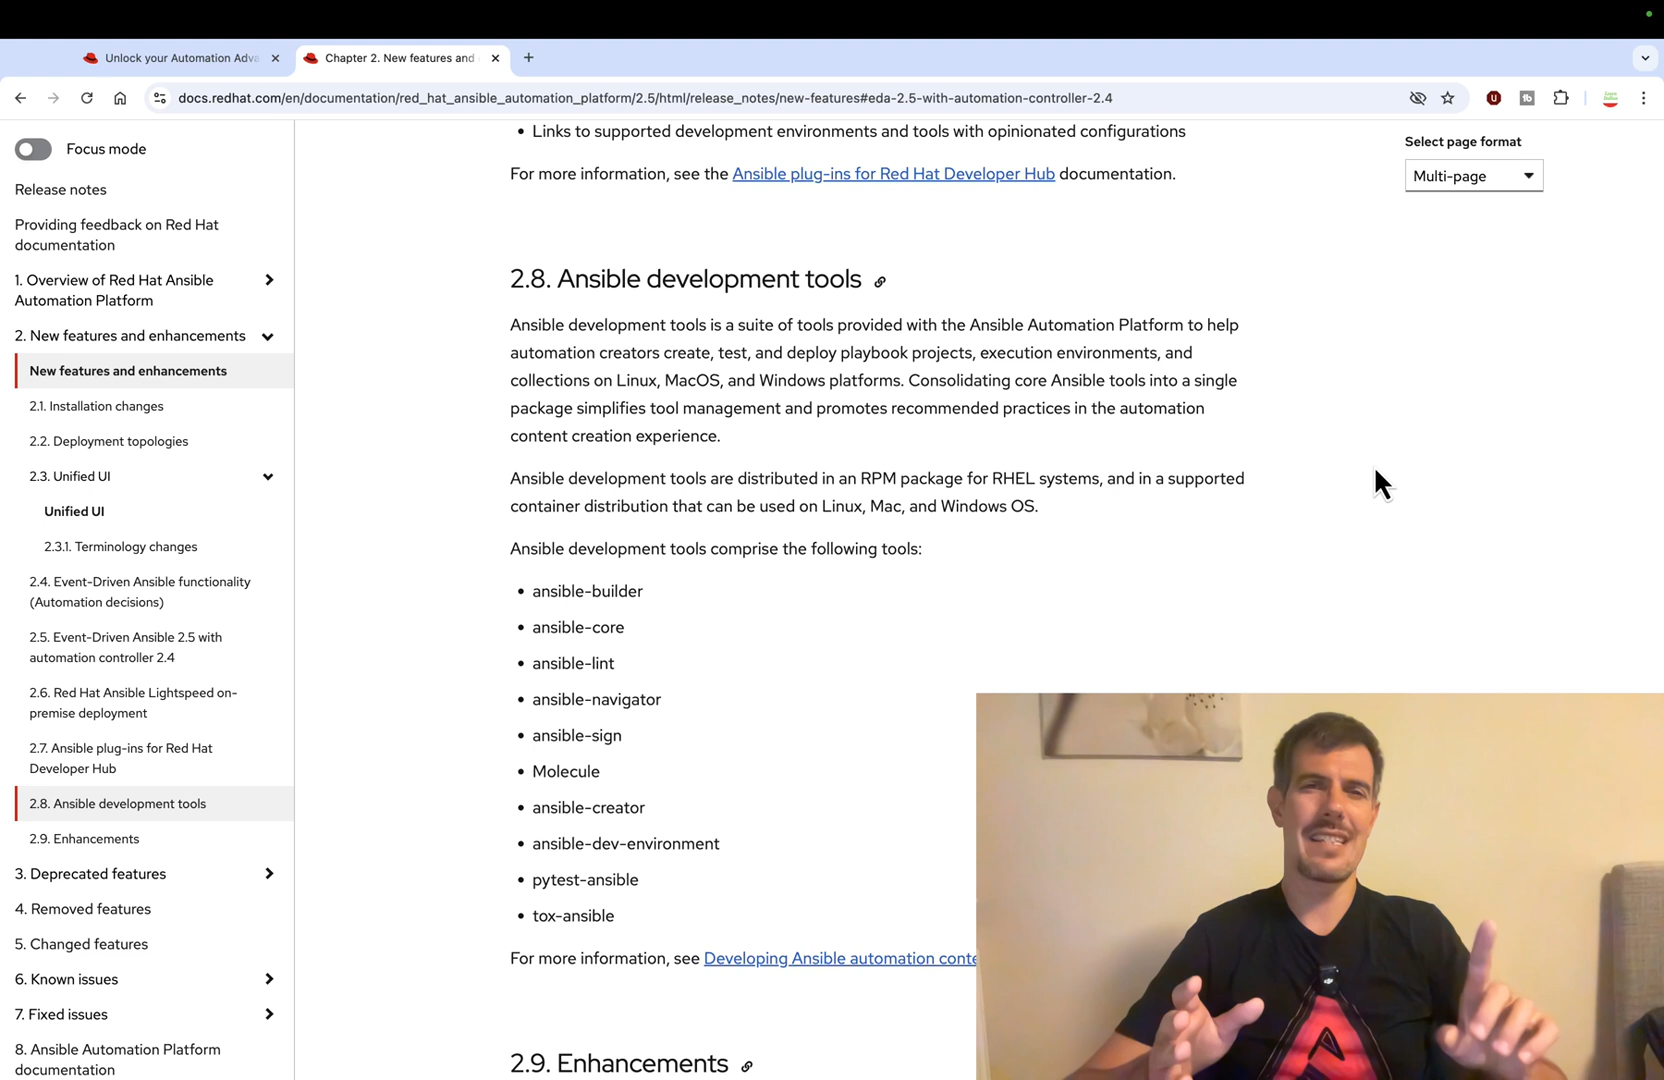 Unlock your Automation Adva
Chapter 2. New features and
docs.redhat.com/en/documentation/red_hat_ansible_automation_platform/2.5/html/release_notes/new-features#eda-2.5-with-automation-controller-2.4
Focus mode
Release notes
Providing feedback on Red Hat
documentation
1. Overview of Red Hat Ansible
Automation Platform
2. New features and enhancements
New features and enhancements
2.1. Installation changes
2.2. Deployment topologies
2.3. Unified UI
Unified UI
2.3.1. Terminology changes
2.4. Event-Driven Ansible functionality
(Automation decisions)
2.5. Event-Driven Ansible 2.5 with
automation controller 2.4
2.6. Red Hat Ansible Lightspeed on-
premise deployment
2.7. Ansible plug-ins for Red Hat
Developer Hub
2.8. Ansible development tools
2.9. Enhancements
3. Deprecated features
4. Removed features
5. Changed features
6. Known issues
7. Fixed issues
8. Ansible Automation Platform
documentation
• Links to supported development environments and tools with opinionated configurations
For more information, see the Ansible plug-ins for Red Hat Developer Hub documentation.
2.8. Ansible development tools
Ansible development tools is a suite of tools provided with the Ansible Automation Platform to help
automation creators create, test, and deploy playbook projects, execution environments, and
collections on Linux, MacOS, and Windows platforms. Consolidating core Ansible tools into a single
package simplifies tool management and promotes recommended practices in the automation
content creation experience.
Ansible development tools are distributed in an RPM package for RHEL systems, and in a supported
container distribution that can be used on Linux, Mac, and Windows OS.
Ansible development tools comprise the following tools:
• ansible-builder
• ansible-core
• ansible-lint
• ansible-navigator
• ansible-sign
• Molecule
• ansible-creator
• ansible-dev-environment
• pytest-ansible
• tox-ansible
For more information, see Developing Ansible automation conte
2.9. Enhancements
Select page format
Multi-page